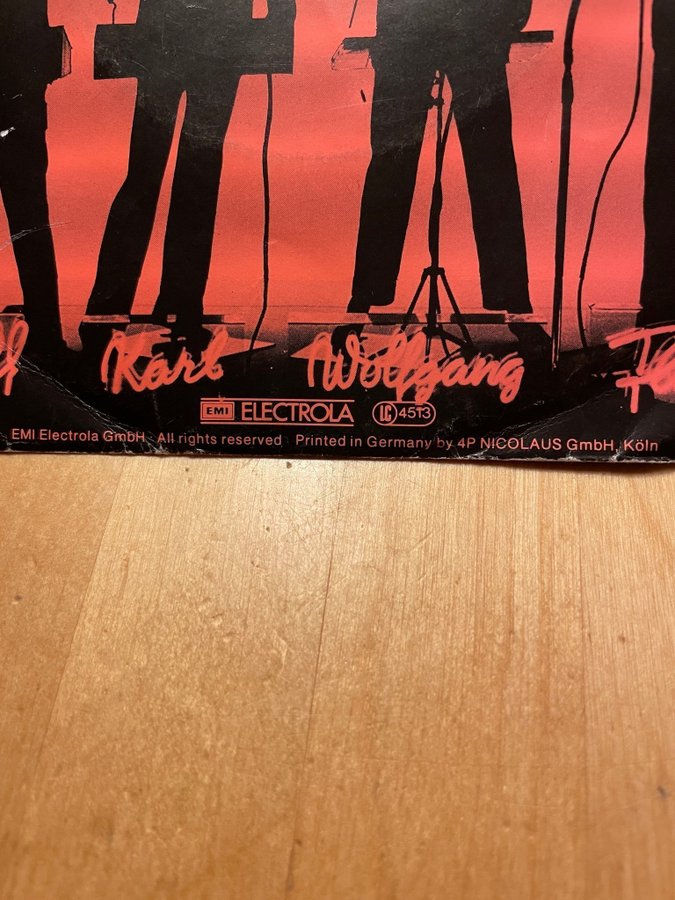 Karl Wolfgang
EMI ELECTROLA LC 4513
EMI Electrola GmbH All rights reserved Printed in Germany by 4P NICOLAUS GmbH, Köln